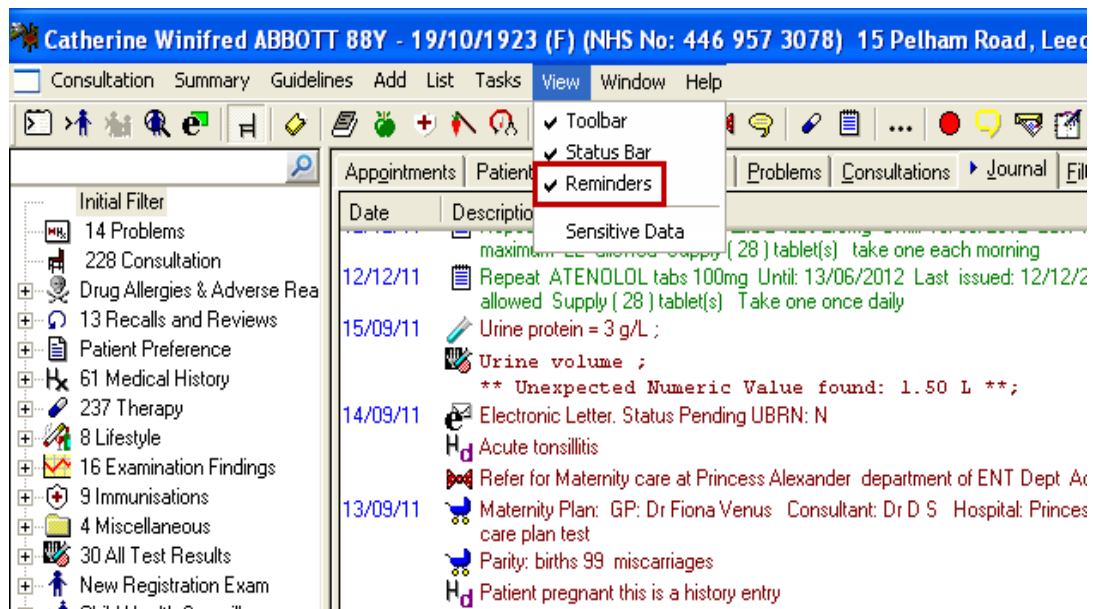 Catherine Winifred ABBOTT 88Y - 19/10/1923 (F) (NHS No: 446 957 3078) 15 Pelham Road, Leed
Consultation Summary Guidelines Add List Tasks View Window Help
Toolbar
Status Bar
Reminders
Sensitive Data
Appointments Patient Problems Consultations Journal Filt
Initial Filter
14 Problems
228 Consultation
Drug Allergies & Adverse Rea
13 Recalls and Reviews
Patient Preference
61 Medical History
237 Therapy
8 Lifestyle
16 Examination Findings
9 Immunisations
4 Miscellaneous
30 All Test Results
New Registration Exam
Date Descriptio
maximum allowed Supply ( 28 ) tablet(s) take one each morning
12/12/11 Repeat ATENOLOL tabs 100mg Until: 13/06/2012 Last issued: 12/12/2
allowed Supply ( 28 ) tablet(s) Take one once daily
15/09/11 Urine protein = 3 g/L ;
Urine volume ;
** Unexpected Numeric Value found: 1.50 L **;
14/09/11 Electronic Letter. Status Pending UBRN: N
Acute tonsillitis
Refer for Maternity care at Princess Alexander department of ENT Dept Ac
13/09/11 Maternity Plan: GP: Dr Fiona Venus Consultant: Dr D S Hospital: Princes
care plan test
Parity: births 99 miscarriages
Patient pregnant this is a history entry